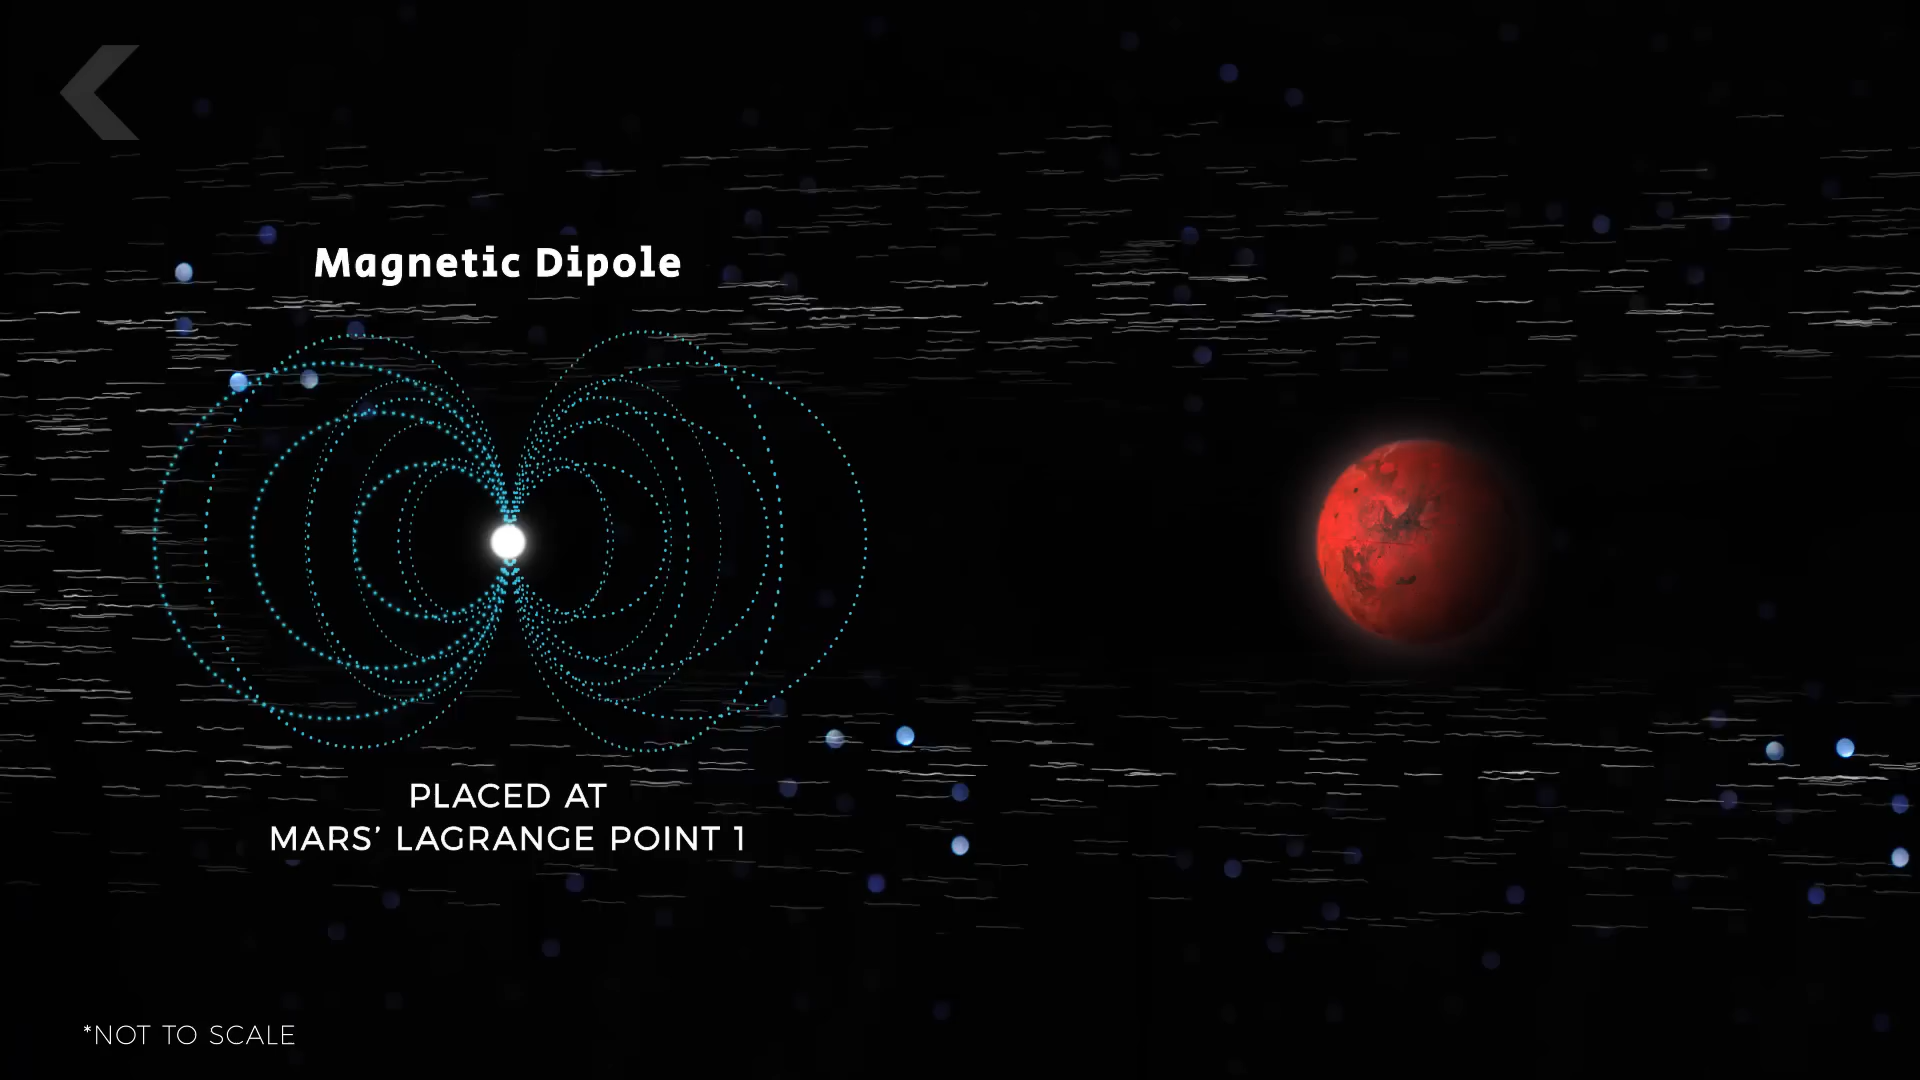 Magnetic Dipole
PLACED AT
MARS’ LAGRANGE POINT 1
*NOT TO SCALE